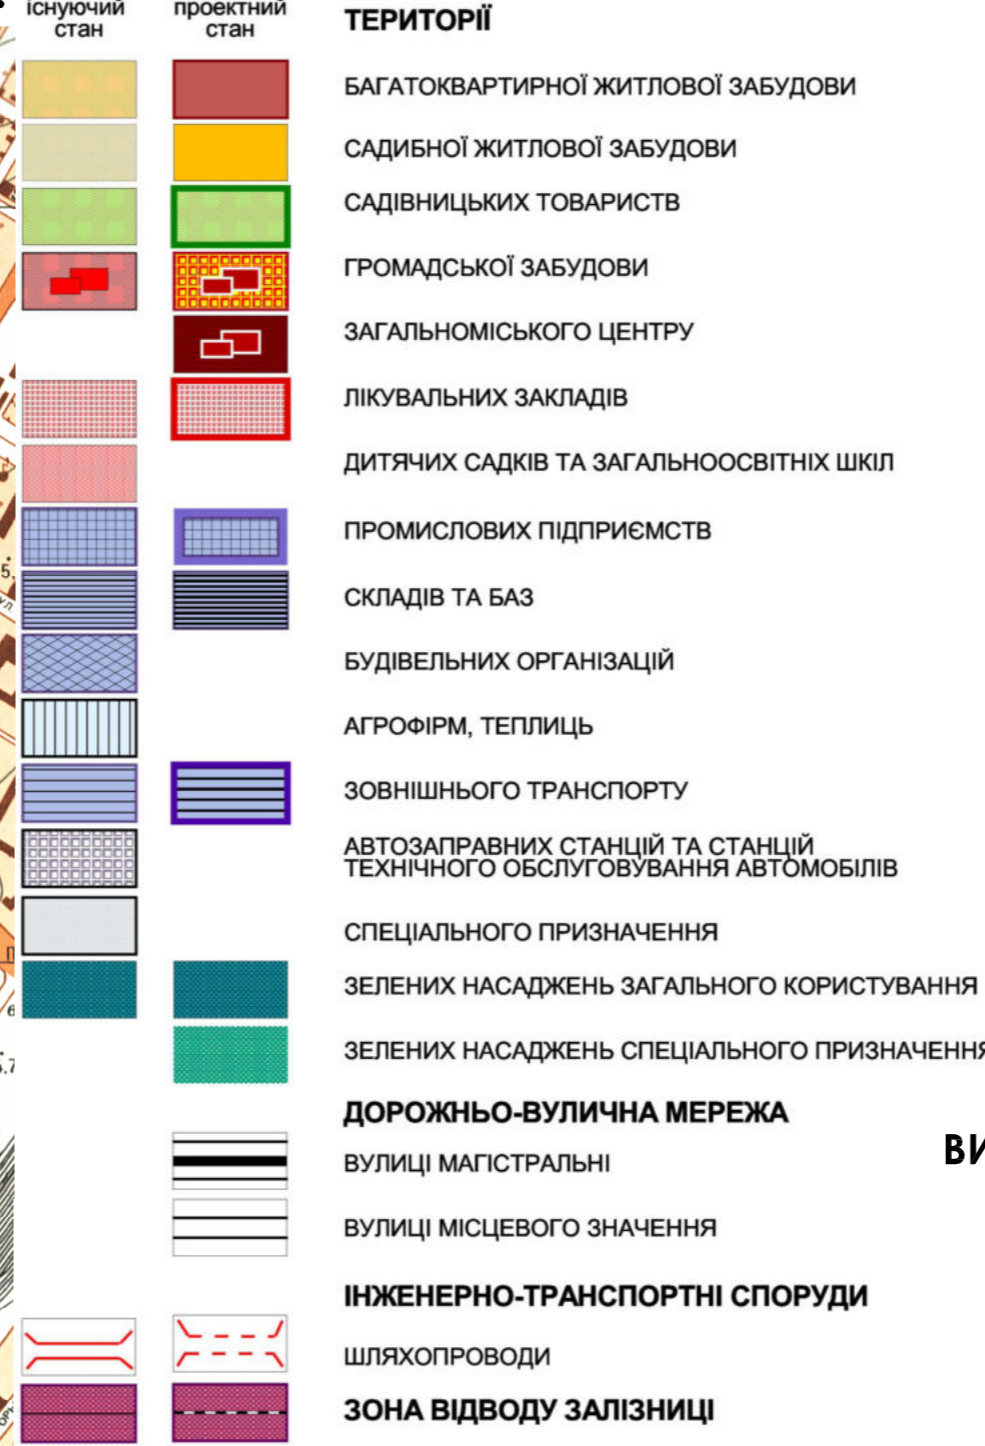 існуючий проектний
стан стан
ТЕРИТОРІЇ
БАГАТОКВАРТИРНОЇ ЖИТЛОВОЇ ЗАБУДОВИ
САДИБНОЇ ЖИТЛОВОЇ ЗАБУДОВИ
САДІВНИЦЬКИХ ТОВАРИСТВ
ГРОМАДСЬКОЇ ЗАБУДОВИ
ЗАГАЛЬНОМІСЬКОГО ЦЕНТРУ
ЛІКУВАЛЬНИХ ЗАКЛАДІВ
ДИТЯЧИХ САДКІВ ТА ЗАГАЛЬНООСВІТНІХ ШКІЛ
ПРОМИСЛОВИХ ПІДПРИЄМСТВ
СКЛАДІВ ТА БАЗ
БУДІВЕЛЬНИХ ОРГАНІЗАЦІЙ
АГРОФІРМ, ТЕПЛИЦЬ
ЗОВНІШНЬОГО ТРАНСПОРТУ
АВТОЗАПРАВНИХ СТАНЦІЙ ТА СТАНЦІЙ
ТЕХНІЧНОГО ОБСЛУГОВУВАННЯ АВТОМОБІЛІВ
СПЕЦІАЛЬНОГО ПРИЗНАЧЕННЯ
ЗЕЛЕНИХ НАСАДЖЕНЬ ЗАГАЛЬНОГО КОРИСТУВАННЯ
ЗЕЛЕНИХ НАСАДЖЕНЬ СПЕЦІАЛЬНОГО ПРИЗНАЧЕННЯ
ДОРОЖНЬО-ВУЛИЧНА МЕРЕЖА
ВУЛИЦІ МАГІСТРАЛЬНІ
ВУЛИЦІ МІСЦЕВОГО ЗНАЧЕННЯ
ІНЖЕНЕРНО-ТРАНСПОРТНІ СПОРУДИ
ШЛЯХОПРОВОДИ
ЗОНА ВІДВОДУ ЗАЛІЗНИЦІ